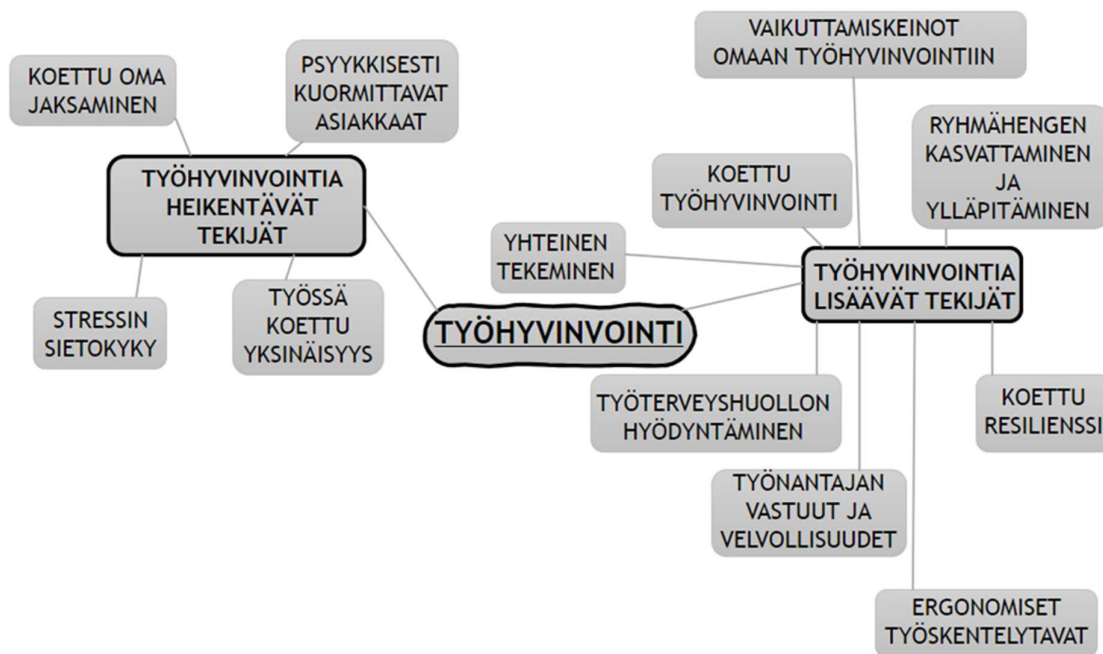 VAIKUTTAMISKEINOT
OMAAN TYÖHYVINVOINTIIN
KOETTU OMA
JAKSAMINEN
PSYYKKISESTI
KUORMITTAVAT
ASIAKKAAT
RYHMÄHENGEN
KASVATTAMINEN
JA
YLLÄPITÄMINEN
TYÖHYVINVOINTIA
HEIKENTÄVÄT
TEKIJÄT
KOETTU
TYÖHYVINVOINTI
YHTEINEN
TEKEMINEN
TYÖHYVINVOINTIA
LISÄÄVÄT TEKIJÄT
STRESSIN
SIETOKYKY
TYÖSSÄ
KOETTU
YKSINÄISYYS
TYÖHYVINVOINTI
TYÖTERVEYSHUOLLON
HYÖDYNTÄMINEN
KOETTU
RESILIENSSI
TYÖNANTAJAN
VASTUUT JA
VELVOLLISUUDET
ERGONOMISET
TYÖSKENTELYTAVAT